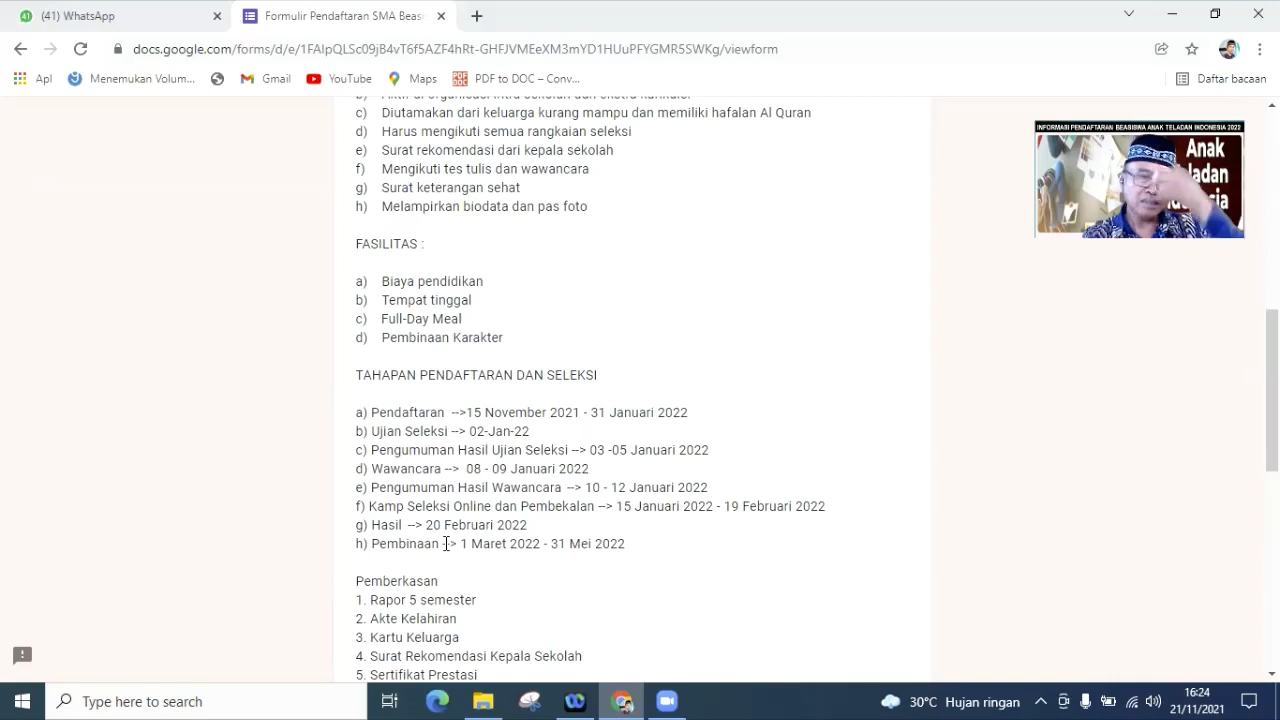 (41) WhatsApp
Formulir Pendaftaran SMA Beas
docs.google.com/forms/d/e/1FAIpQLSc09jB4vT6f5AZF4hRt-GHFJVMEeXM3mYD1HUuPFYGMR5SWKg/viewform
Apl
Menemukan Volum...
Gmail
YouTube
Maps
PDF to DOC – Conv...
Daftar bacaan
c) Diutamakan dari keluarga kurang mampu dan memiliki hafalan Al Quran
d) Harus mengikuti semua rangkaian seleksi
e) Surat rekomendasi dari kepala sekolah
f) Mengikuti tes tulis dan wawancara
g) Surat keterangan sehat
h) Melampirkan biodata dan pas foto
FASILITAS :
a) Biaya pendidikan
b) Tempat tinggal
c) Full-Day Meal
d) Pembinaan Karakter
TAHAPAN PENDAFTARAN DAN SELEKSI
a) Pendaftaran -->15 November 2021 - 31 Januari 2022
b) Ujian Seleksi --> 02-Jan-22
c) Pengumuman Hasil Ujian Seleksi --> 03 -05 Januari 2022
d) Wawancara --> 08 - 09 Januari 2022
e) Pengumuman Hasil Wawancara --> 10 - 12 Januari 2022
f) Kamp Seleksi Online dan Pembekalan --> 15 Januari 2022 - 19 Februari 2022
g) Hasil --> 20 Februari 2022
h) Pembinaan --> 1 Maret 2022 - 31 Mei 2022
Pemberkasan
1. Rapor 5 semester
2. Akte Kelahiran
3. Kartu Keluarga
4. Surat Rekomendasi Kepala Sekolah
5. Sertifikat Prestasi
INFORMASI PENDAFTARAN BEASISWA ANAK TELADAN INDONESIA 2022
Anak
Type here to search
30°C Hujan ringan
16:24
21/11/2021